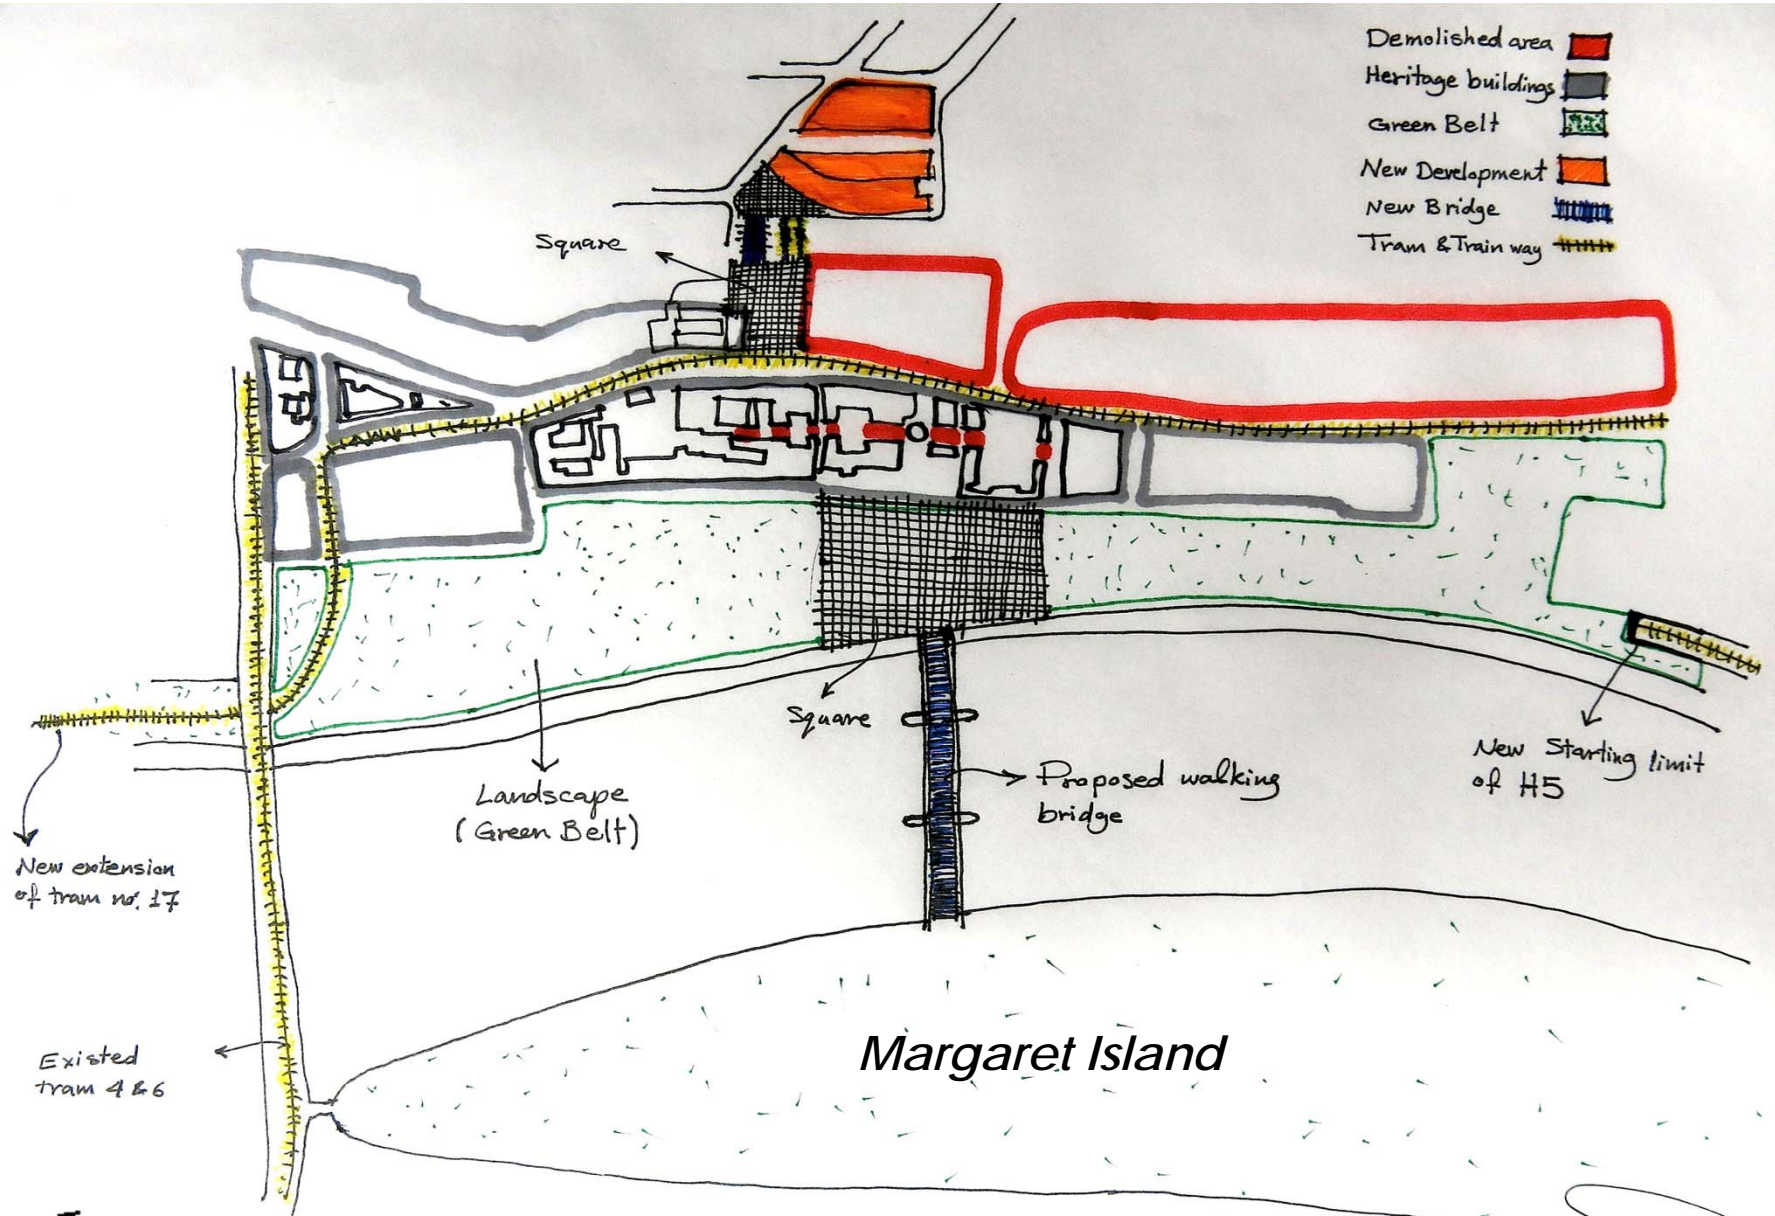 Demolished area
Heritage buildings
Green Belt
New Development
New Bridge
Tram & Train way
Square
Square
Proposed walking
bridge
New Starting limit
of H5
Landscape
(Green Belt)
New extension
of tram no. 17
Existed
tram 4 & 6
Margaret Island